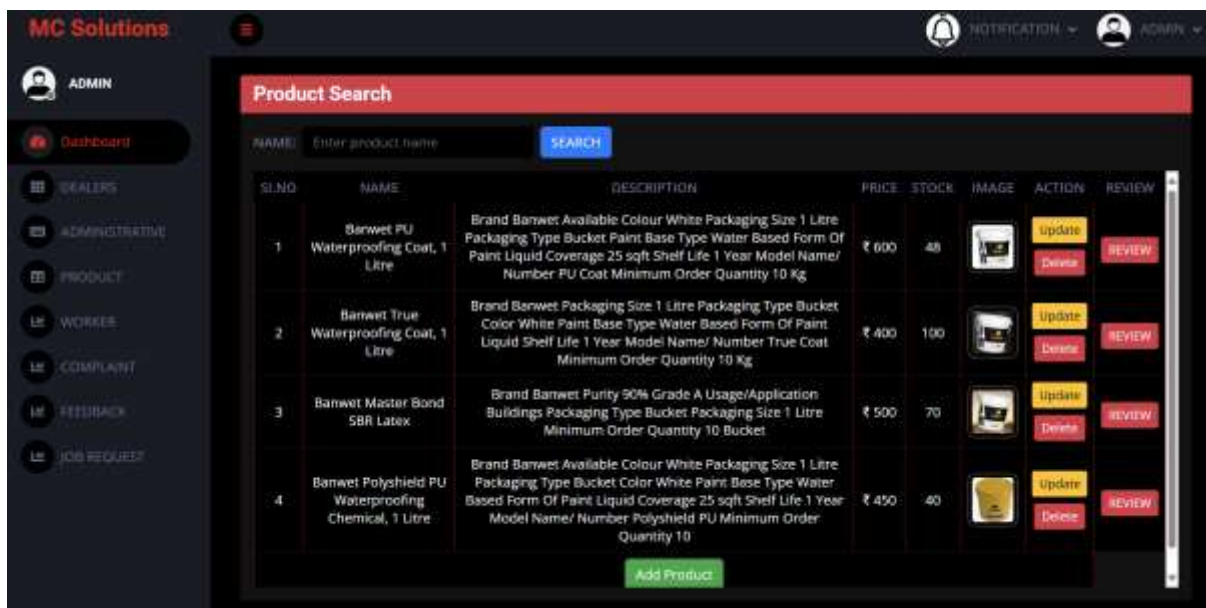 MC Solutions
NOTIFICATION
ADMIN
ADMIN
Product Search
Dashboard
NAME:
Enter product name
SEARCH
DEALERS
ADMINISTRATIVE
PRODUCT
WORKER
COMPLAINT
FEEDBACK
JOB REQUEST
SI.NO NAME DESCRIPTION PRICE STOCK IMAGE ACTION REVIEW
1
Banwet PU
Waterproofing Coat, 1
Litre
Brand Banwet Available Colour White Packaging Size 1 Litre
Packaging Type Bucket Paint Base Type Water Based Form Of
Paint Liquid Coverage 25 sqft Shelf Life 1 Year Model Name/
Number PU Coat Minimum Order Quantity 10 Kg
₹ 600
48
Update
Delete
REVIEW
2
Banwet True
Waterproofing Coat, 1
Litre
Brand Banwet Packaging Size 1 Litre Packaging Type Bucket
Color White Paint Base Type Water Based Form Of Paint
Liquid Shelf Life 1 Year Model Name/ Number True Coat
Minimum Order Quantity 10 Kg
₹ 400
100
Update
Delete
REVIEW
3
Banwet Master Bond
SBR Latex
Brand Banwet Purity 90% Grade A Usage/Application
Buildings Packaging Type Bucket Packaging Size 1 Litre
Minimum Order Quantity 10 Bucket
₹ 500
70
Update
Delete
REVIEW
4
Banwet Polyshield PU
Waterproofing
Chemical, 1 Litre
Brand Banwet Available Colour White Packaging Size 1 Litre
Packaging Type Bucket Color White Paint Base Type Water
Based Form Of Paint Liquid Coverage 25 sqft Shelf Life 1 Year
Model Name/ Number Polyshield PU Minimum Order
Quantity 10
₹ 450
40
Update
Delete
REVIEW
Add Product